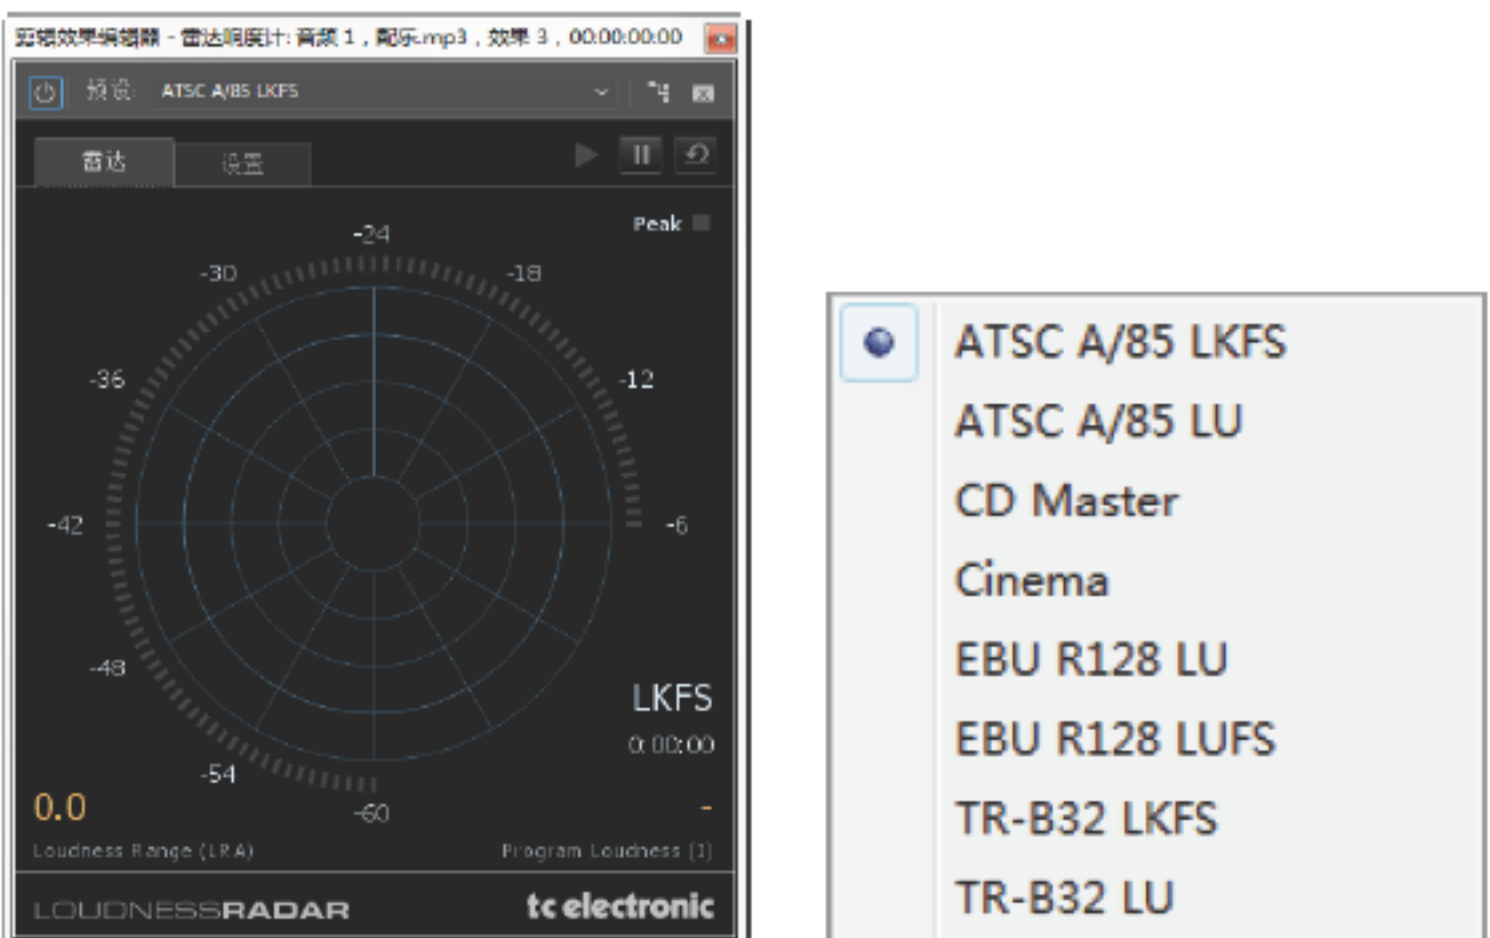 剪辑效果编辑器 - 雷达响度计: 音频 1，配乐.mp3，效果 3，00:00:00:00
预设: ATSC A/85 LKFS
雷达 设置
Peak
-24
-30 -18
-36 -12
-42 -6
-48
LKFS
0:00:00
-54
-60
0.0 -
Loudness Range (LRA) Program Loudness (I)
LOUDNESSRADAR tc electronic
ATSC A/85 LKFS
ATSC A/85 LU
CD Master
Cinema
EBU R128 LU
EBU R128 LUFS
TR-B32 LKFS
TR-B32 LU